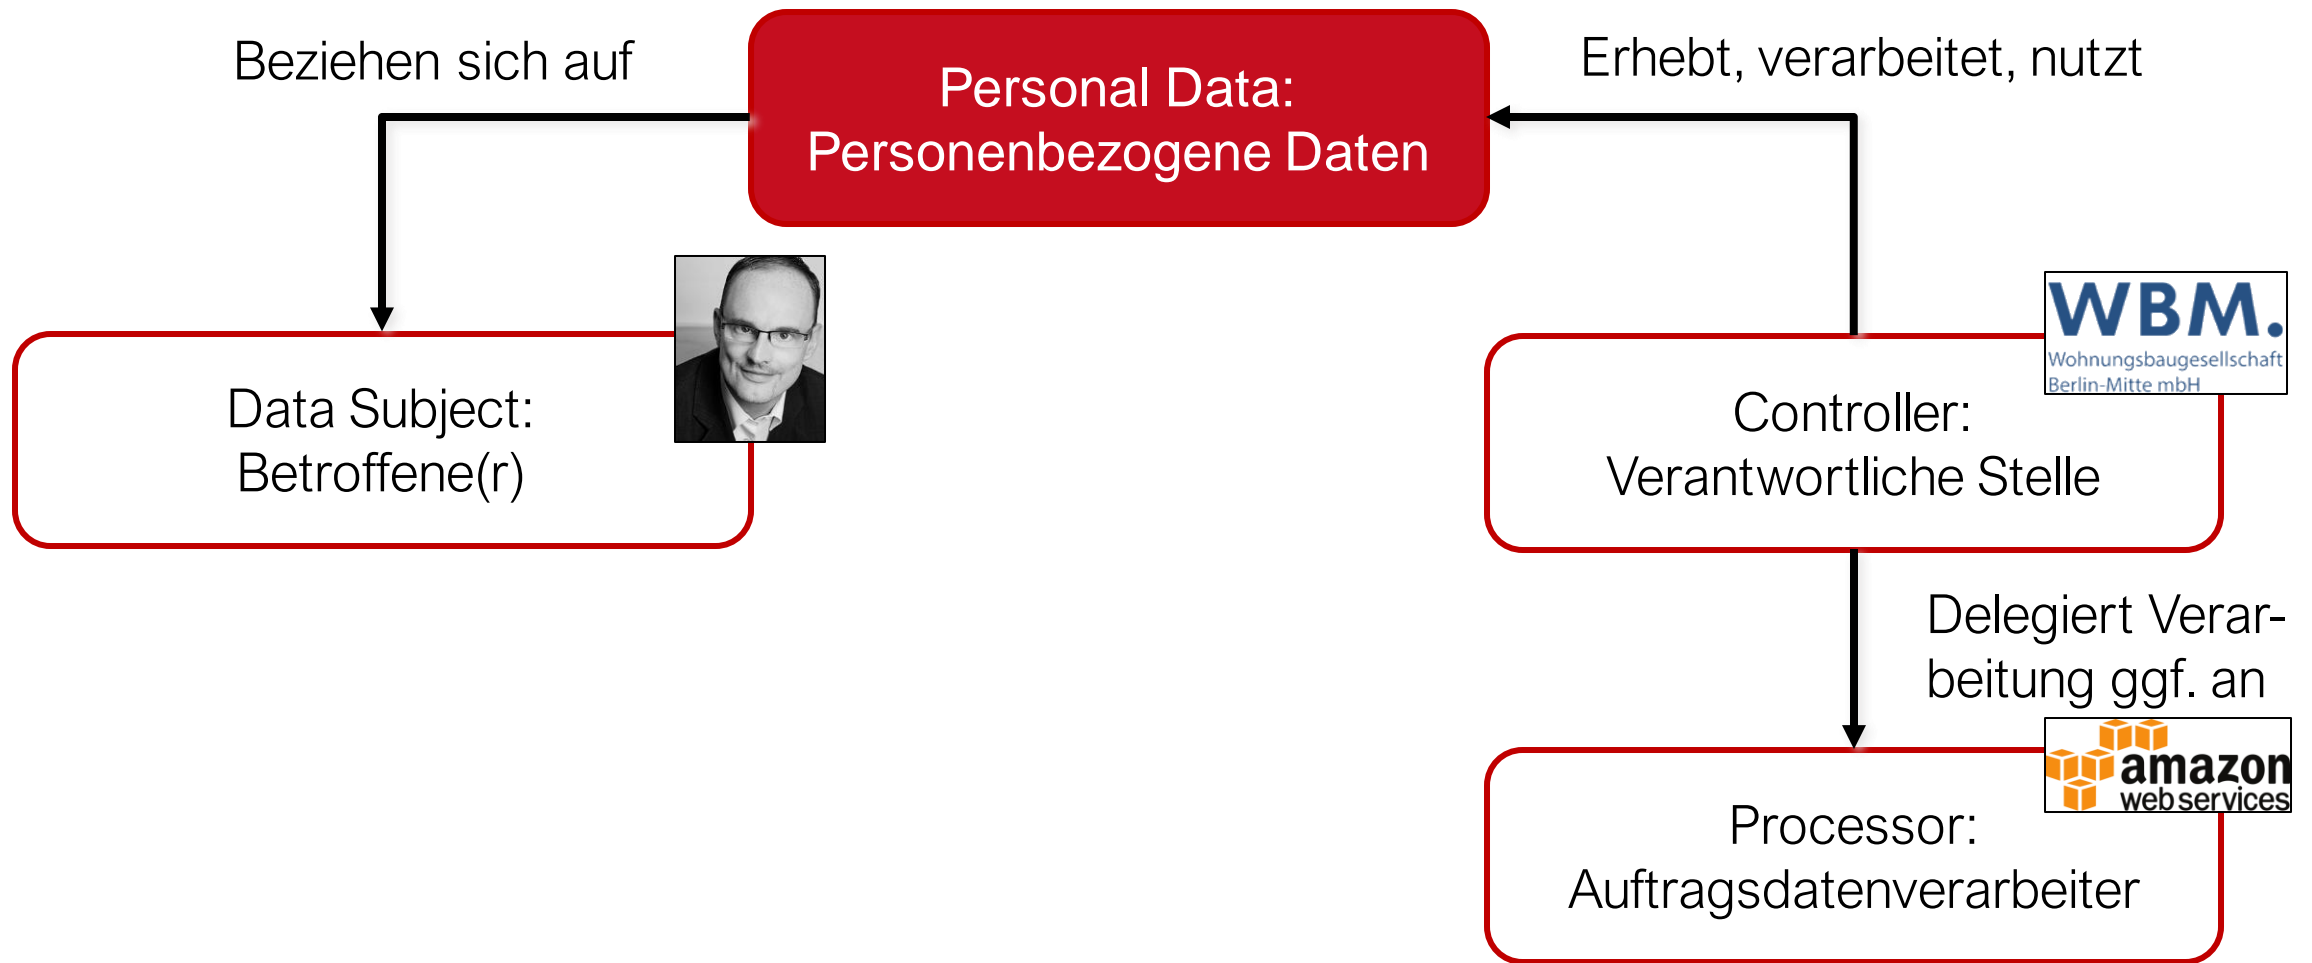 Beziehen sich auf
Personal Data:
Personenbezogene Daten
Erhebt, verarbeitet, nutzt
Data Subject:
Betroffene(r)
WBM.
Wohnungsbaugesellschaft
Berlin-Mitte mbH
Controller:
Verantwortliche Stelle
Delegiert Verar-
beitung ggf. an
amazon
web services
Processor:
Auftragsdatenverarbeiter